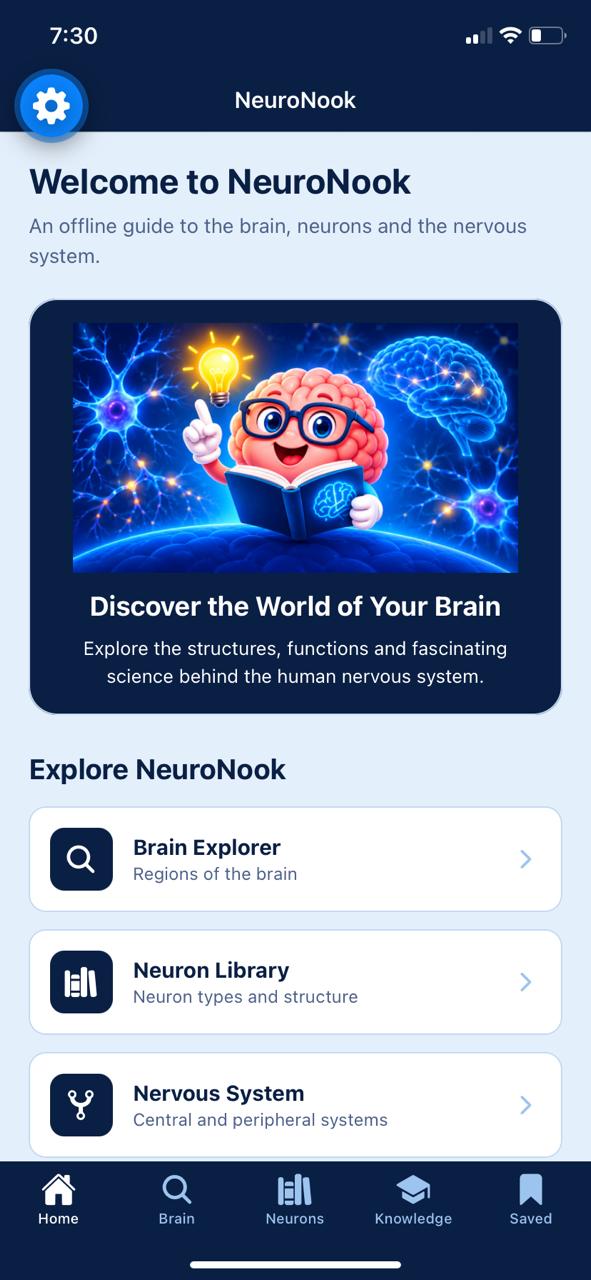 7:30
NeuroNook
Welcome to NeuroNook
An offline guide to the brain, neurons and the nervous
system.
Discover the World of Your Brain
Explore the structures, functions and fascinating
science behind the human nervous system.
Explore NeuroNook
Brain Explorer
Regions of the brain
Neuron Library
Neuron types and structure
Nervous System
Central and peripheral systems
Home
Brain
Neurons
Knowledge
Saved